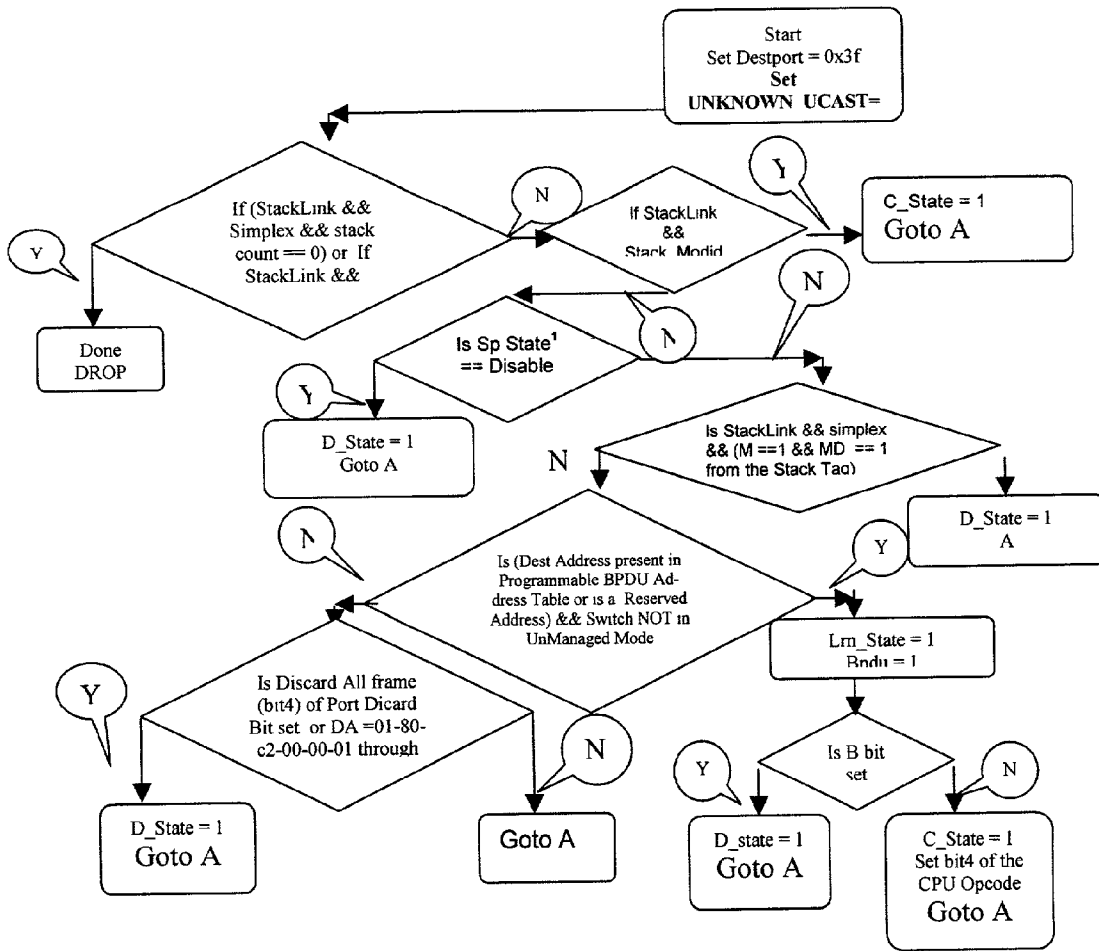 Start
Set Destport = 0x3f
Set
UNKNOWN UCAST=
If (StackLink &&
Simplex && stack
count == 0) or If
StackLink &&
Y
N
If StackLink
&&
Stack Modid
Y
C_State = 1
Goto A
Done
DROP
N
N
Is Sp State¹
== Disable
Y
D_State = 1
Goto A
Is StackLink && simplex
&& (M ==1 && MD == 1
from the Stack Tag)
N
D_State = 1
A
N
Y
Is (Dest Address present in
Programmable BPDU Ad-
dress Table or is a Reserved
Address) && Switch NOT in
UnManaged Mode
Lrn_State = 1
Bpdu = 1
Y
Is Discard All frame
(bit4) of Port Dicard
Bit set or DA =01-80-
c2-00-00-01 through
N
Is B bit
set
Y
N
D_State = 1
Goto A
Goto A
D_state = 1
Goto A
C_State = 1
Set bit4 of the
CPU Opcode
Goto A